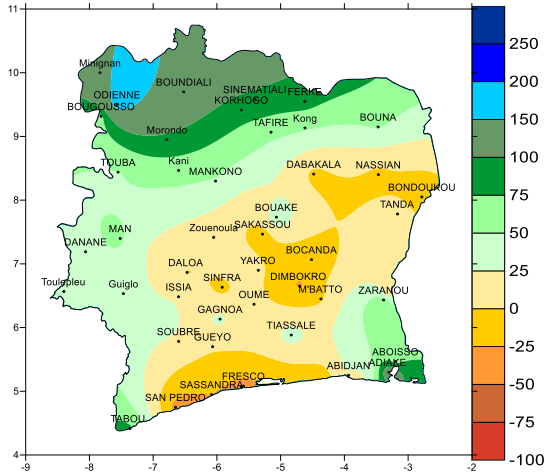 11
10
9
8
7
6
5
4
-9
-8
-7
-6
-5
-4
-3
-2
Minignan
ODIENNE
BOUGOUSSO
BOUNDIALI
SINEMATIALI
FERKE
KORHOGO
TAFIRE
Kong
BOUNA
Morondo
TOUBA
Kani
MANKONO
DABAKALA
NASSIAN
BONDOUKOU
TANDA
BOUAKE
MAN
Zouenoula
SAKASSOU
DANANE
BOCANDA
DALOA
YAKRO
Toulepleu
Guiglo
ISSIA
SINFRA
DIMBOKRO
M'BATTO
OUME
ZARANOU
GAGNOA
SOUBRE
GUEYO
TIASSALE
ABOISSO
ADIAKE
ABIDJAN
FRESCO
SASSANDRA
SAN PEDRO
TABOU
250
200
150
100
75
50
25
0
-25
-50
-75
-100